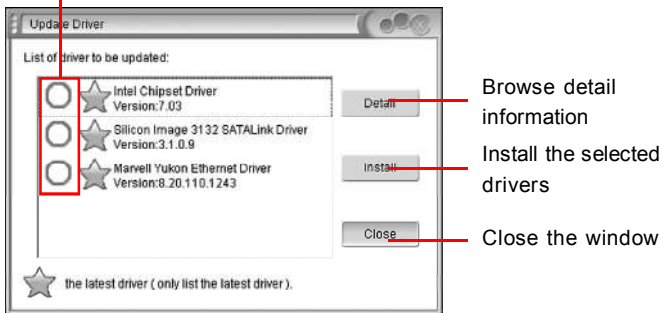 Update Driver
List of driver to be updated:
Intel Chipset Driver
Version:7.03
Silicon Image 3132 SATALink Driver
Version:3.1.0.9
Marvell Yukon Ethernet Driver
Version:8.20.110.1243
the latest driver ( only list the latest driver ).
Detail
Install
Close
Browse detail
information
Install the selected
drivers
Close the window